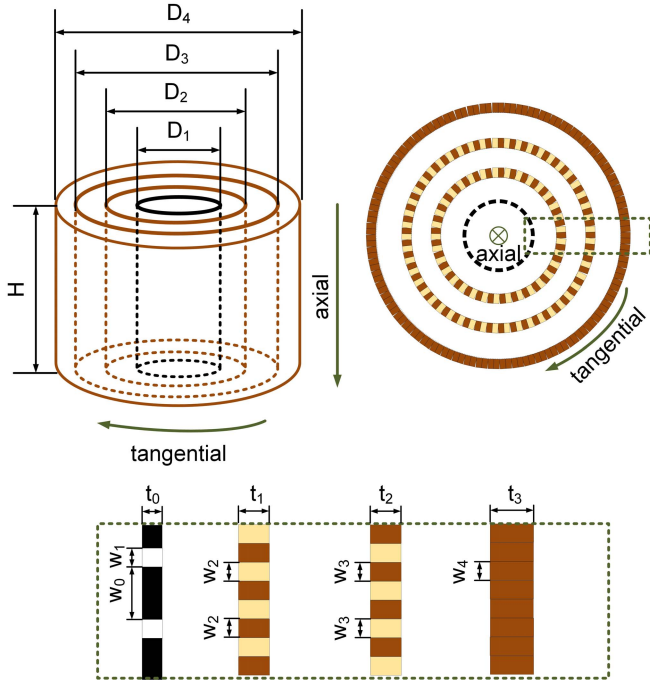 D₄
D₃
D₂
D₁
H
axial
tangential
axial
tangential
t₀
t₁
t₂
t₃
w₁
w₀
w₂
w₂
w₃
w₃
w₄